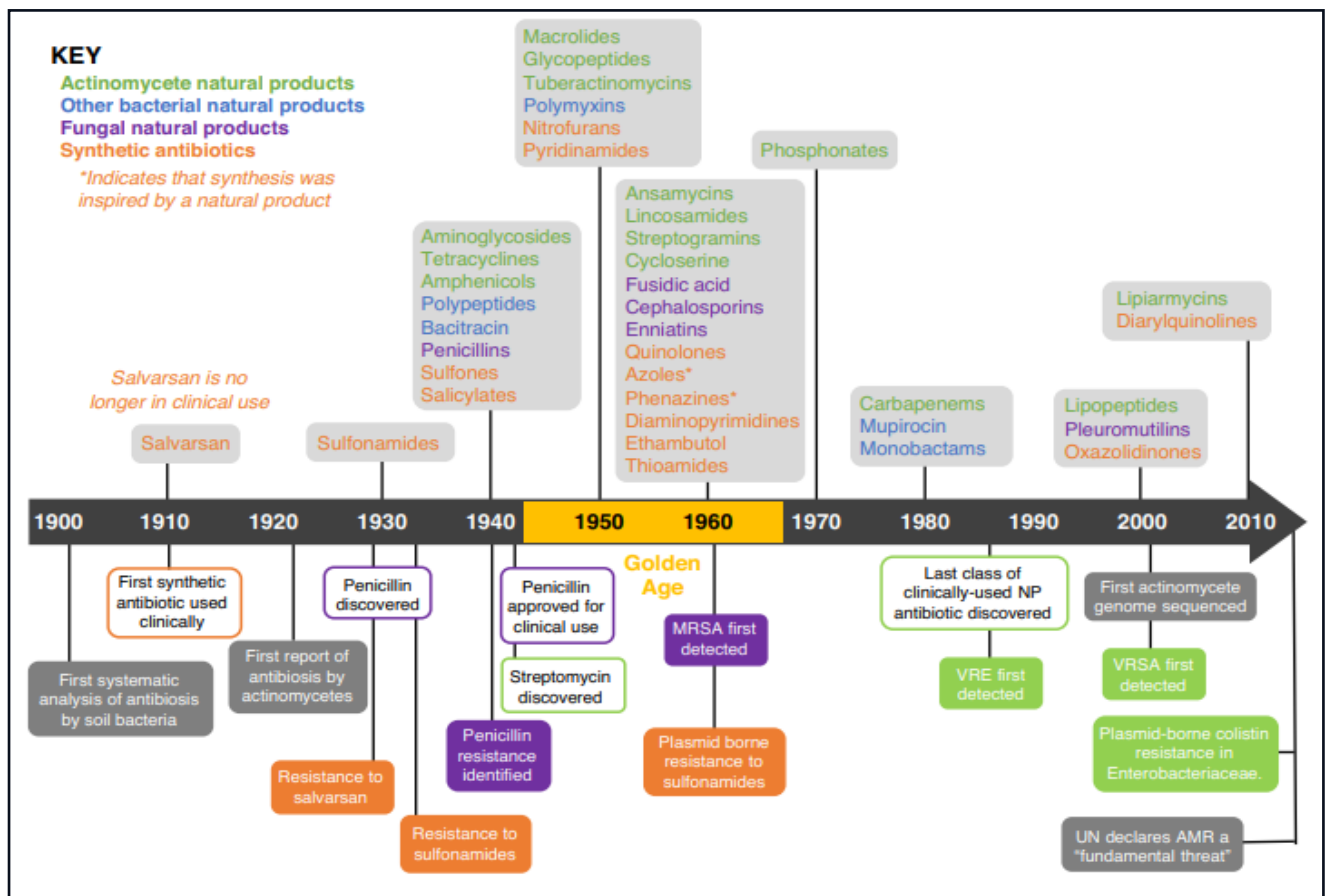 KEY
Actinomycete natural products
Other bacterial natural products
Fungal natural products
Synthetic antibiotics
*Indicates that synthesis was
inspired by a natural product
Salvarsan is no
longer in clinical use
Salvarsan
Sulfonamides
Aminoglycosides
Tetracyclines
Amphenicols
Polypeptides
Bacitracin
Penicillins
Sulfones
Salicylates
Macrolides
Glycopeptides
Tuberactinomycins
Polymyxins
Nitrofurans
Pyridinamides
Ansamycins
Lincosamides
Streptogramins
Cycloserine
Fusidic acid
Cephalosporins
Enniatins
Quinolones
Azoles*
Phenazines*
Diaminopyrimidines
Ethambutol
Thioamides
Phosphonates
Carbapenems
Mupirocin
Monobactams
Lipopeptides
Pleuromutilins
Oxazolidinones
Lipiarmycins
Diarylquinolines
1900 1910 1920 1930 1940 1950 1960 1970 1980 1990 2000 2010
Golden
Age
First systematic
analysis of antibiosis
by soil bacteria
First synthetic
antibiotic used
clinically
First report of
antibiosis by
actinomycetes
Penicillin
discovered
Resistance to
salvarsan
Resistance to
sulfonamides
Penicillin
resistance
identified
Penicillin
approved for
clinical use
Streptomycin
discovered
MRSA first
detected
Plasmid borne
resistance to
sulfonamides
Last class of
clinically-used NP
antibiotic discovered
VRE first
detected
First actinomycete
genome sequenced
VRSA first
detected
Plasmid-borne colistin
resistance in
Enterobacteriaceae.
UN declares AMR a
“fundamental threat”